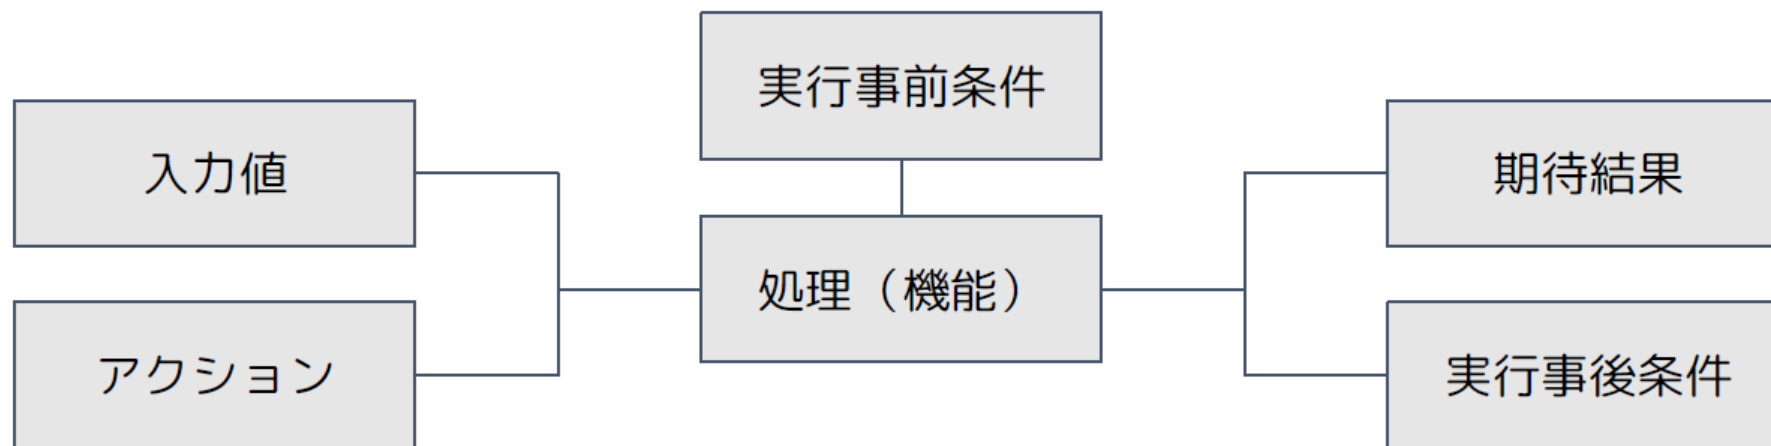 実行事前条件
入力値
期待結果
処理（機能）
アクション
実行事後条件